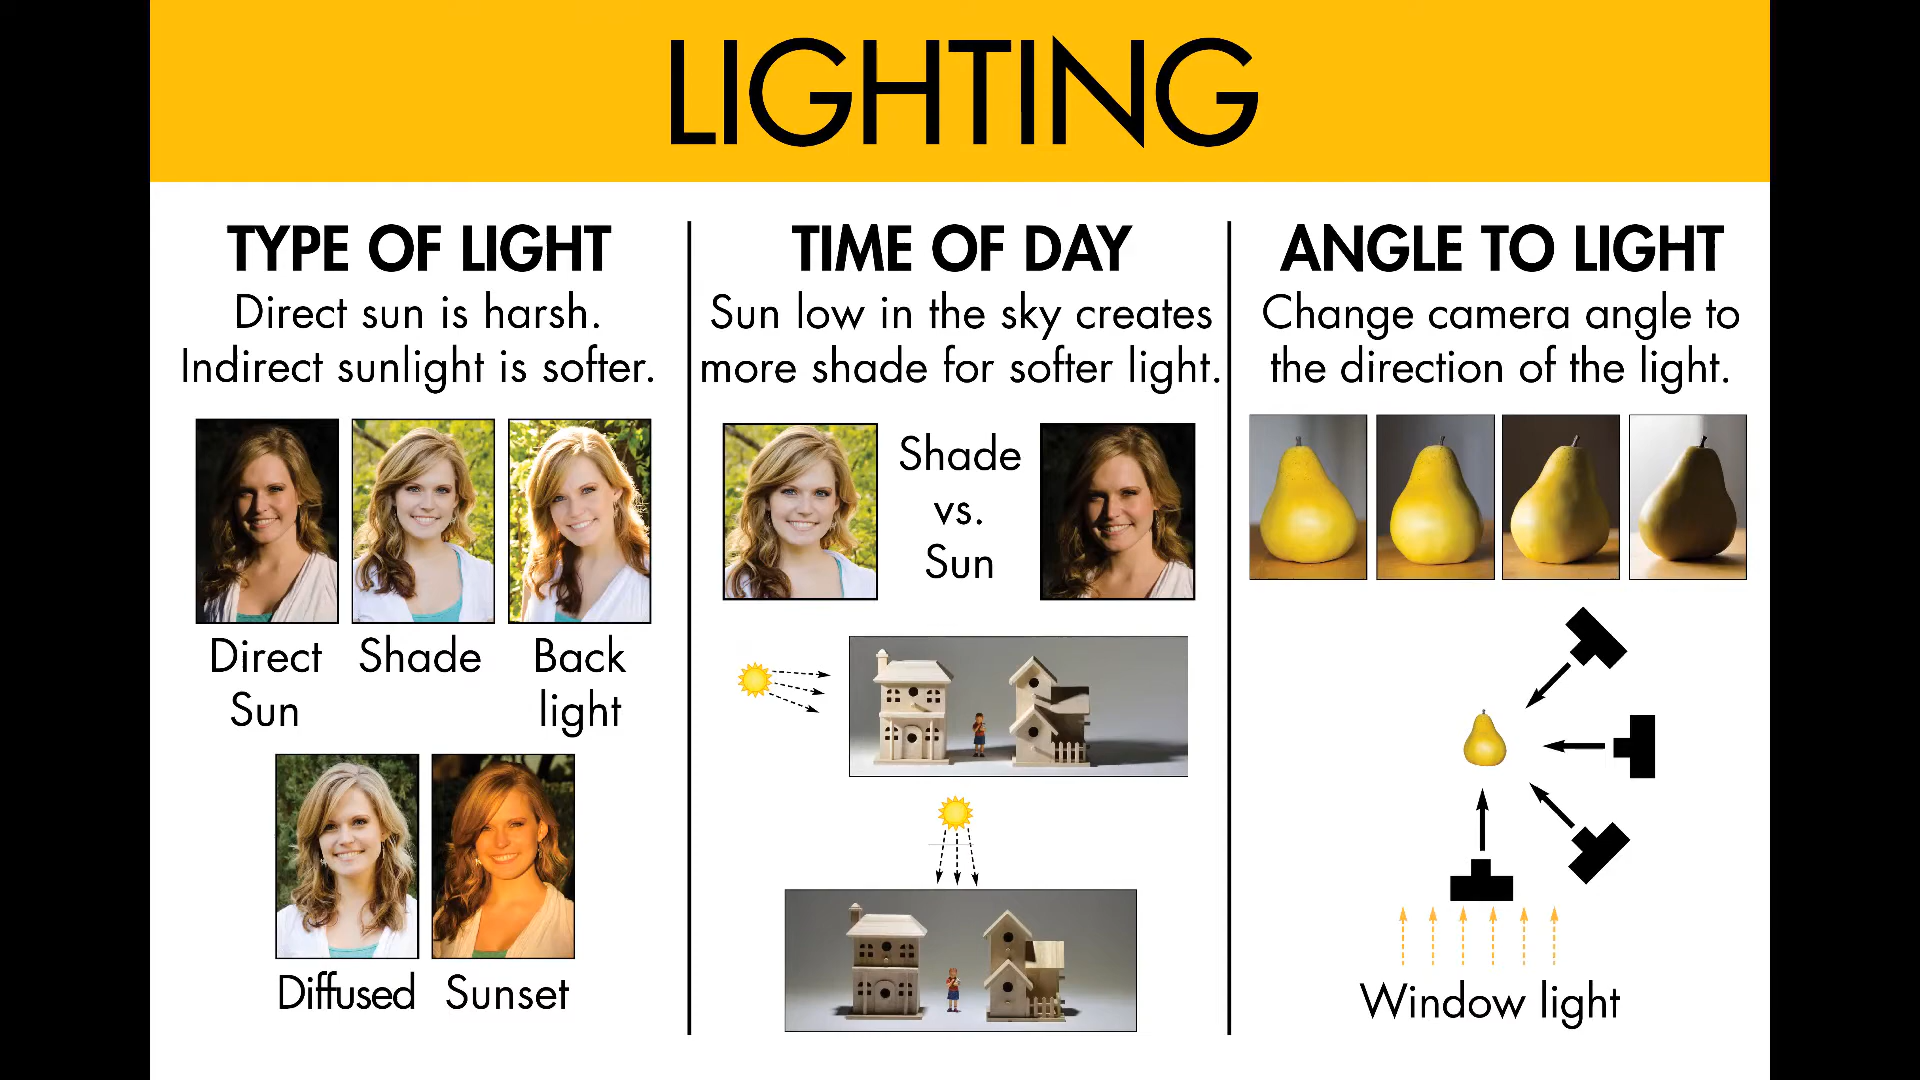 LIGHTING
TYPE OF LIGHT
Direct sun is harsh.
Indirect sunlight is softer.
Direct
Sun
Shade
Back
light
Diffused
Sunset
TIME OF DAY
Sun low in the sky creates
more shade for softer light.
Shade
vs.
Sun
ANGLE TO LIGHT
Change camera angle to
the direction of the light.
Window light